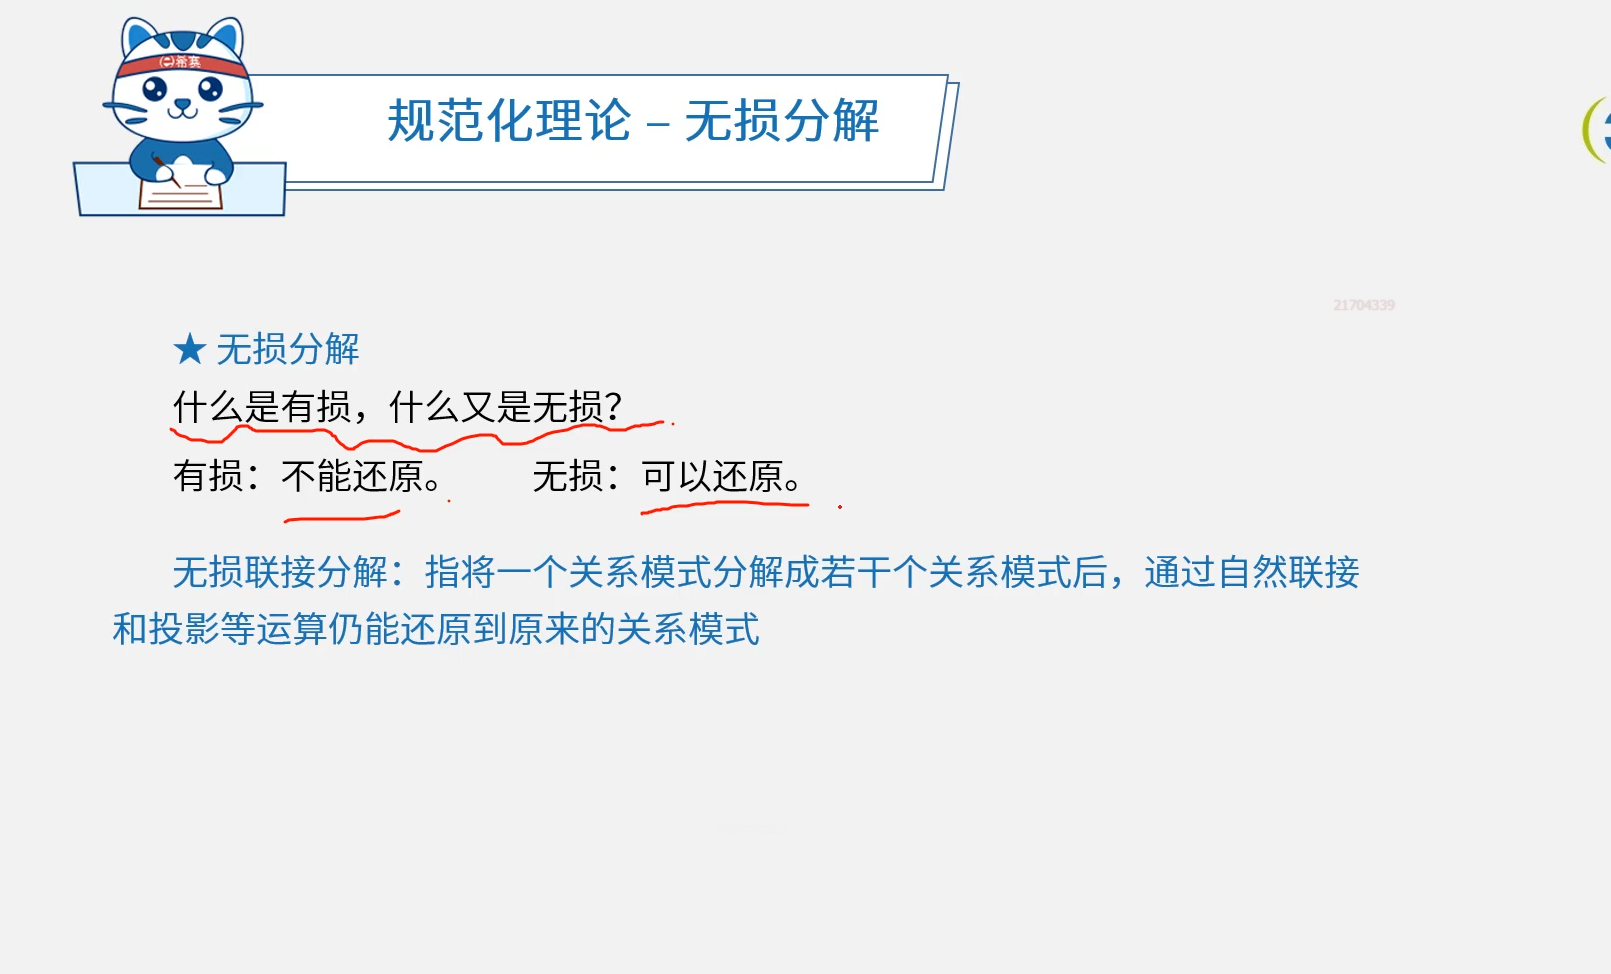 希赛
规范化理论 – 无损分解
21704339
★ 无损分解
什么是有损，什么又是无损？
有损：不能还原。 无损：可以还原。
无损联接分解：指将一个关系模式分解成若干个关系模式后，通过自然联接
和投影等运算仍能还原到原来的关系模式